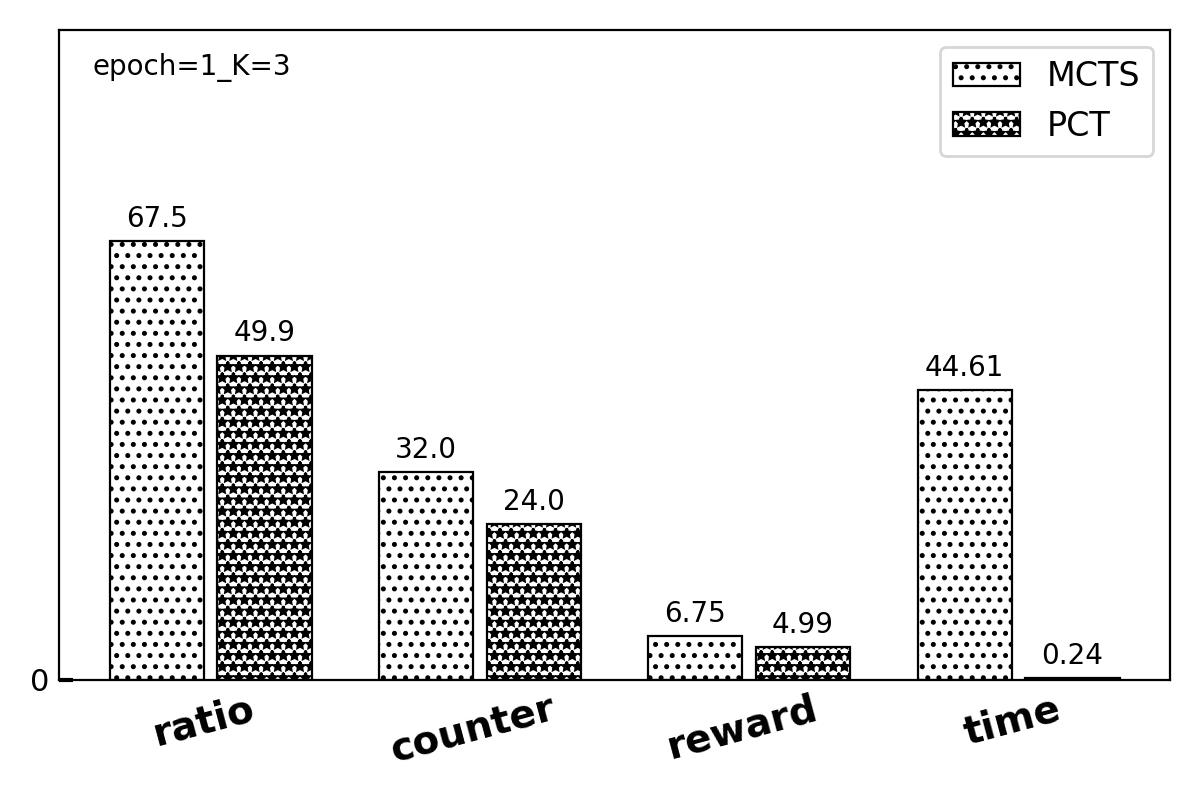 epoch=1_K=3
MCTS
PCT
67.5
49.9
32.0
24.0
6.75
4.99
44.61
0.24
0
ratio
counter
reward
time